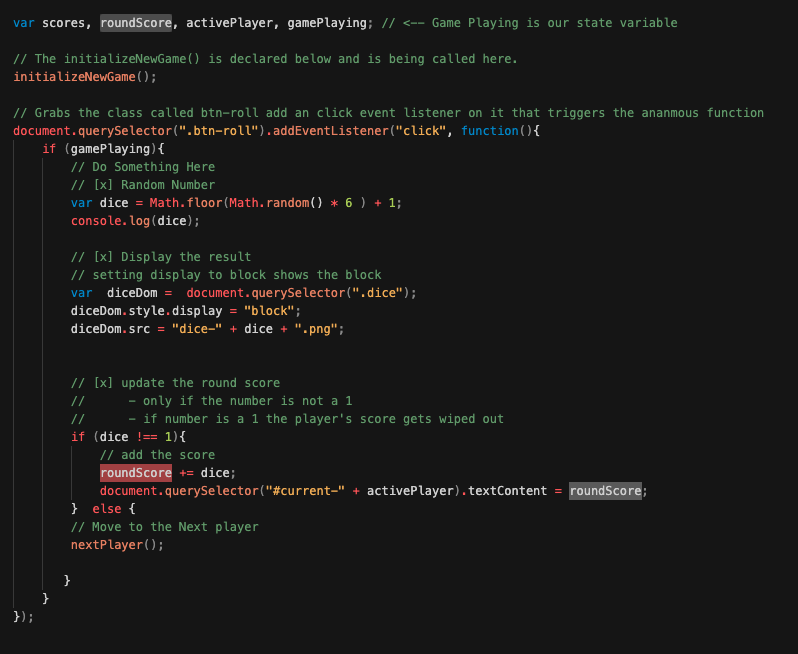 var scores, roundScore, activePlayer, gamePlaying; // <-- Game Playing is our state variable
// The initializeNewGame() is declared below and is being called here.
initializeNewGame();
// Grabs the class called btn-roll add an click event listener on it that triggers the ananmous function
document.querySelector(".btn-roll").addEventListener("click", function(){
if (gamePlaying){
// Do Something Here
// [x] Random Number
var dice = Math.floor(Math.random() * 6 ) + 1;
console.log(dice);
// [x] Display the result
// setting display to block shows the block
var  diceDom =  document.querySelector(".dice");
diceDom.style.display = "block";
diceDom.src = "dice-" + dice + ".png";
// [x] update the round score
//      - only if the number is not a 1
//      - if number is a 1 the player's score gets wiped out
if (dice !== 1){
// add the score
roundScore += dice;
document.querySelector("#current-" + activePlayer).textContent = roundScore;
}  else {
// Move to the Next player
nextPlayer();
}
}
});